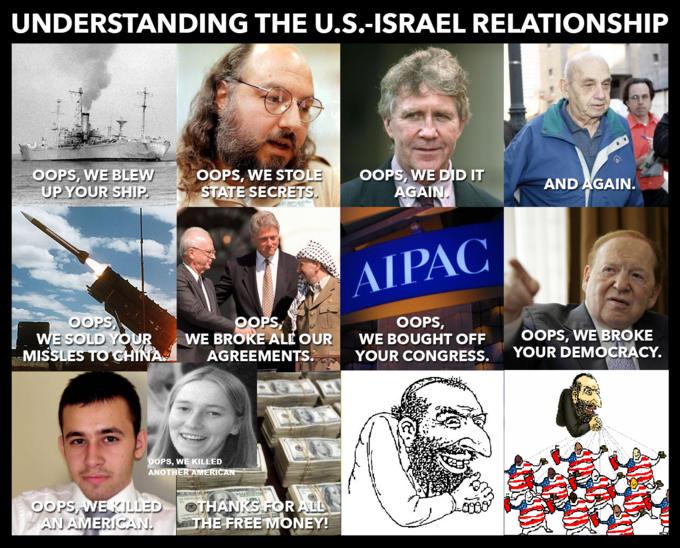 UNDERSTANDING THE U.S.-ISRAEL RELATIONSHIP
OOPS, WE BLEW
UP YOUR SHIP.
OOPS, WE STOLE
STATE SECRETS.
OOPS, WE DID IT
AGAIN.
AND AGAIN.
OOPS,
WE SOLD YOUR
MISSLES TO CHINA.
OOPS,
WE BROKE ALL OUR
AGREEMENTS.
AIPAC
OOPS,
WE BOUGHT OFF
YOUR CONGRESS.
OOPS, WE BROKE
YOUR DEMOCRACY.
OOPS, WE KILLED
AN AMERICAN.
OOPS, WE KILLED
ANOTHER AMERICAN
THANKS FOR ALL
THE FREE MONEY!